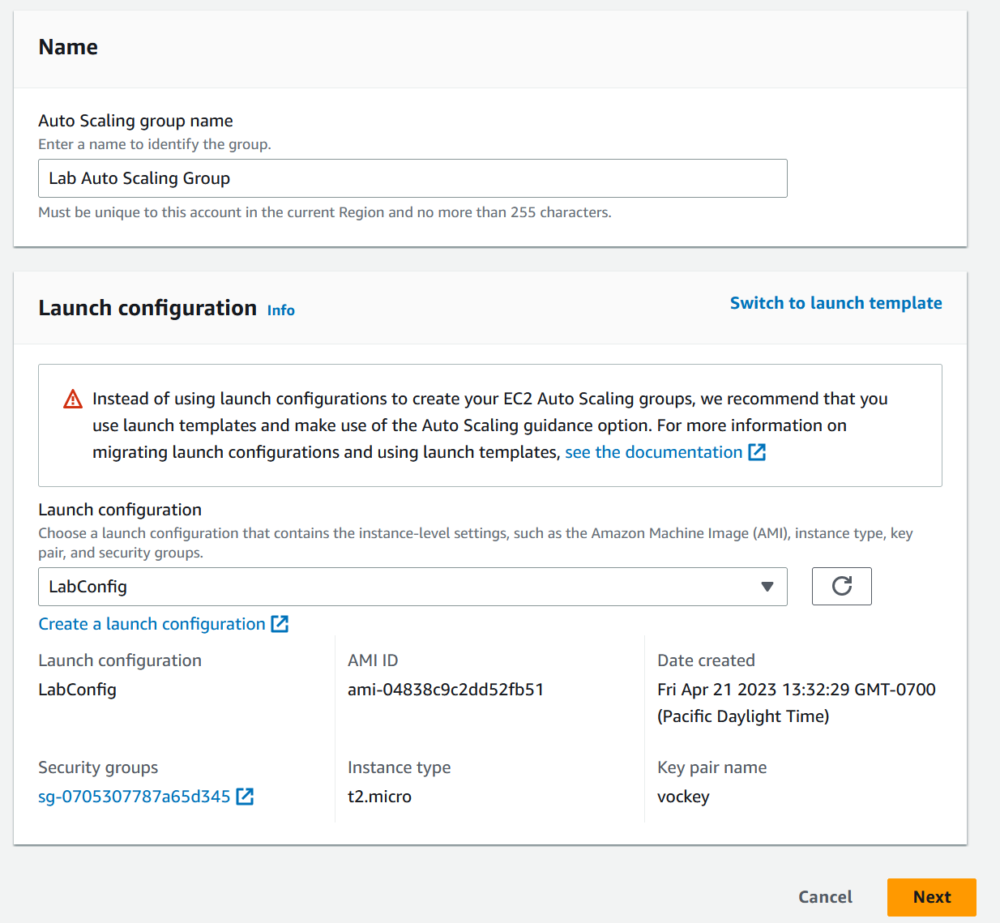 Name
Auto Scaling group name
Enter a name to identify the group.
Lab Auto Scaling Group
Must be unique to this account in the current Region and no more than 255 characters.
Launch configuration Info
Switch to launch template
Instead of using launch configurations to create your EC2 Auto Scaling groups, we recommend that you
use launch templates and make use of the Auto Scaling guidance option. For more information on
migrating launch configurations and using launch templates, see the documentation
Launch configuration
Choose a launch configuration that contains the instance-level settings, such as the Amazon Machine Image (AMI), instance type, key
pair, and security groups.
LabConfig
Create a launch configuration
Launch configuration
LabConfig
AMI ID
ami-04838c9c2dd52fb51
Date created
Fri Apr 21 2023 13:32:29 GMT-0700
(Pacific Daylight Time)
Security groups
sg-0705307787a65d345
Instance type
t2.micro
Key pair name
vockey
Cancel
Next